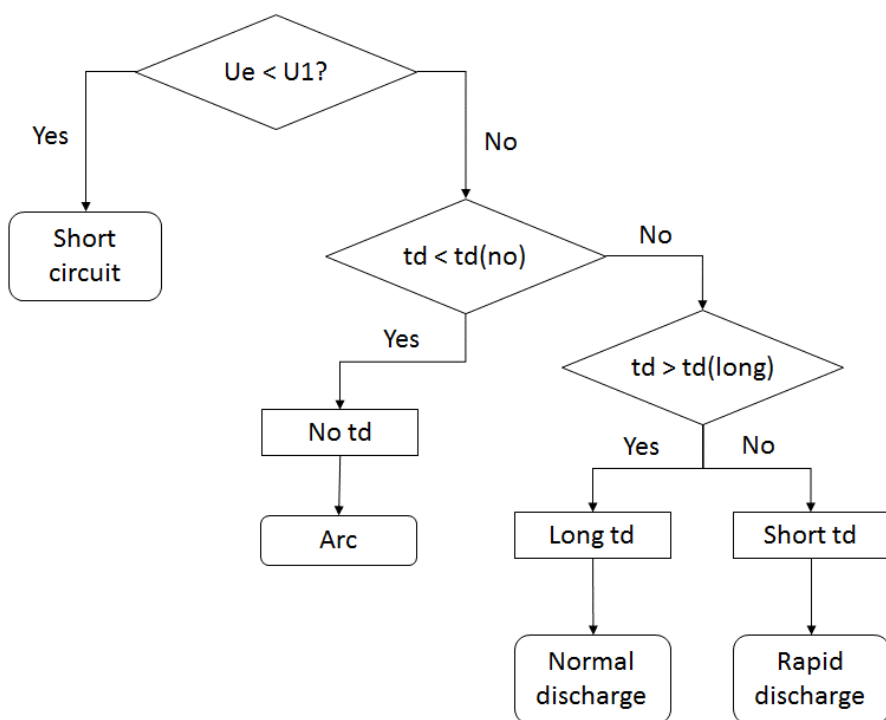 Ue < U1?
Yes
No
Short
circuit
td < td(no)
No
Yes
td > td(long)
No td
Yes
No
Arc
Long td
Short td
Normal
discharge
Rapid
discharge